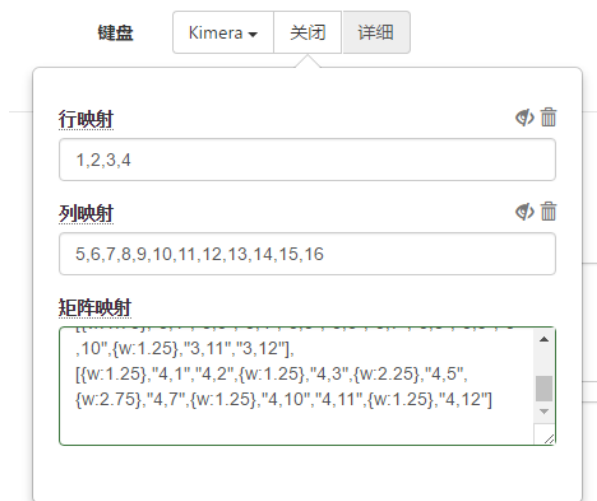 键盘 Kimera 关闭 详细
行映射
1,2,3,4
列映射
5,6,7,8,9,10,11,12,13,14,15,16
矩阵映射
,10",{w:1.25},"3,11","3,12"],
[{w:1.25},"4,1","4,2",{w:1.25},"4,3",{w:2.25},"4,5",
{w:2.75},"4,7",{w:1.25},"4,10","4,11",{w:1.25},"4,12"]